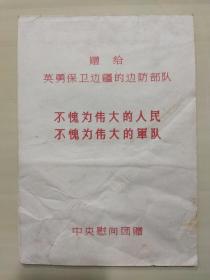 赠给
英勇保卫边疆的边防部队
不愧为伟大的人民
不愧为伟大的軍队
中央慰问团赠